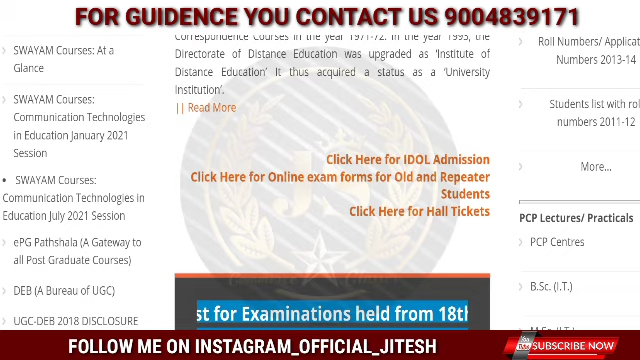 FOR GUIDENCE YOU CONTACT US 9004839171
SWAYAM Courses: At a
Glance
SWAYAM Courses:
Communication Technologies
in Education January 2021
Session
SWAYAM Courses:
Communication Technologies in
Education July 2021 Session
ePG Pathshala (A Gateway to
all Post Graduate Courses)
DEB (A Bureau of UGC)
UGC-DEB 2018 DISCLOSURE
Correspondence Courses in the year 1971-72. In the year 1993, the
Directorate of Distance Education was upgraded as "Institute of
Distance Education" It thus acquired a status as a "University
Institution".
|| Read More
Click Here for IDOL Admission
Click Here for Online exam forms for Old and Repeater
Students
Click Here for Hall Tickets
st for Examinations held from 18th
Roll Numbers/ Applicat
Numbers 2013-14
Students list with roll
numbers 2011-12
More...
PCP Lectures/ Practicals
PCP Centres
B.Sc. (I.T.)
M.Sc. (I.T.)
FOLLOW ME ON INSTAGRAM_OFFICIAL_JITESH
SUBSCRIBE NOW